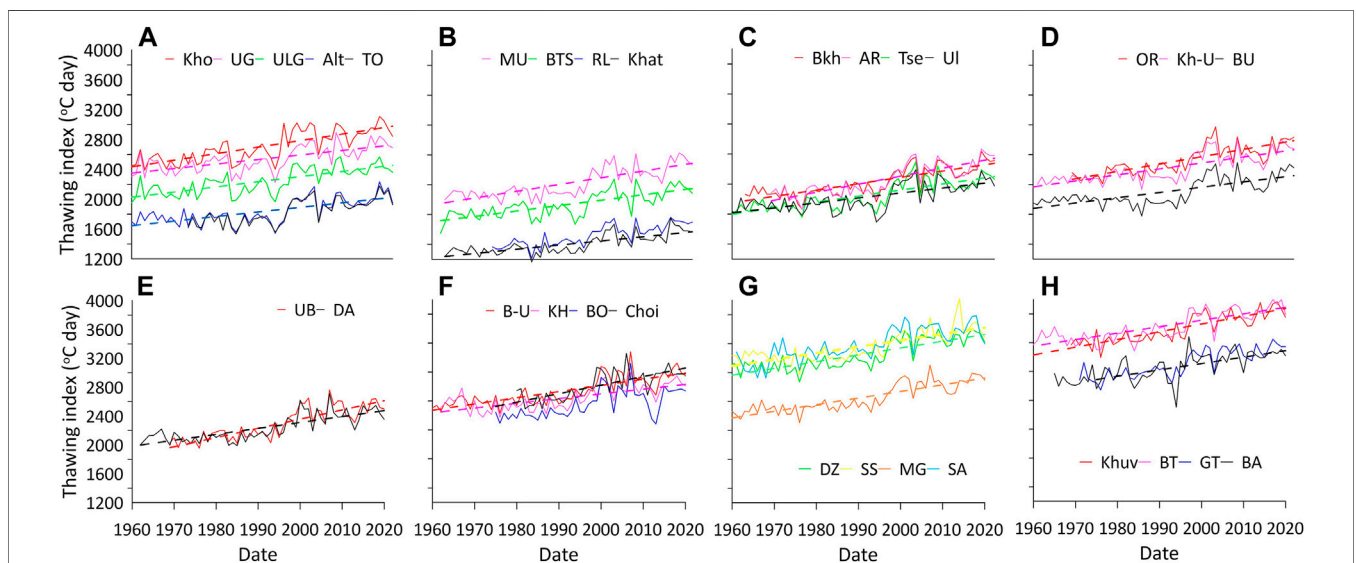 A B C D
4000
3600
3200
2800
2400
2000
1600
1200
Thawing index (°C day)
Kho UG ULG Alt TO
MU BTS RL Khat
Bkh AR Tse Ul
OR Kh-U BU
E F G H
4000
3600
3200
2800
2400
2000
1600
1200
Thawing index (°C day)
UB DA
B-U KH BO Choi
DZ SS MG SA
Khuv BT GT BA
1960 1970 1980 1990 2000 2010 2020
1960 1970 1980 1990 2000 2010 2020
1960 1970 1980 1990 2000 2010 2020
1960 1970 1980 1990 2000 2010 2020
Date Date Date Date